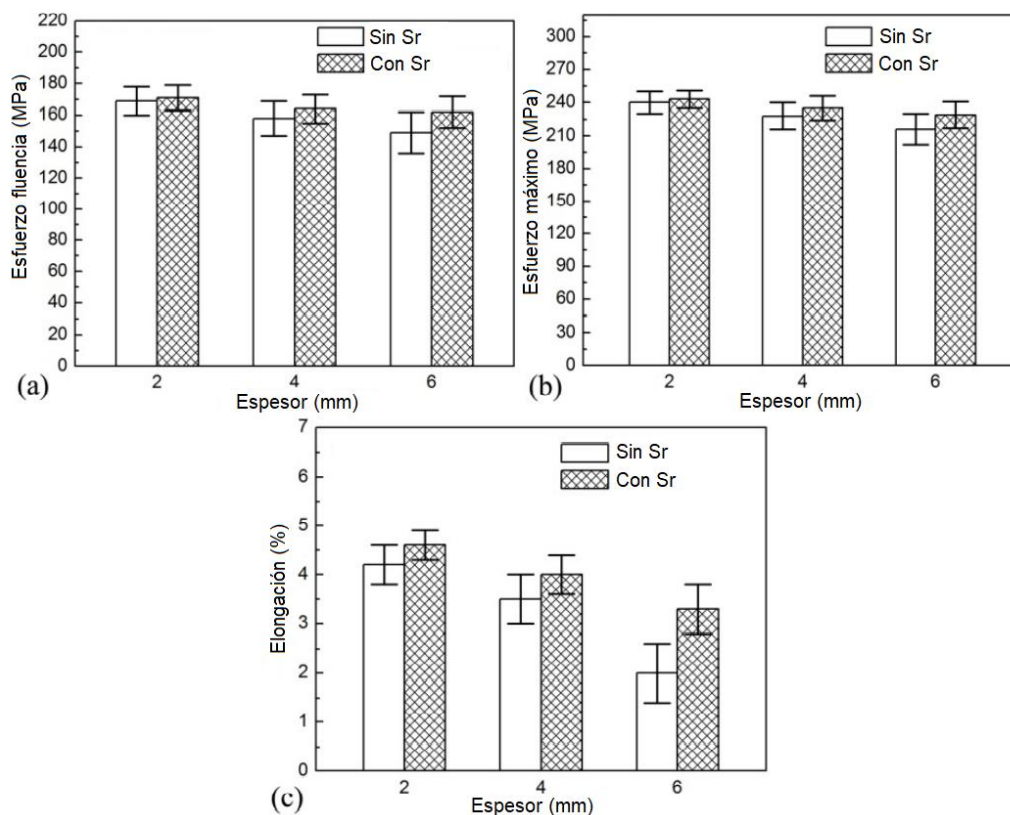 Esfuerzo fluencia (MPa)
220
200
180
160
140
120
100
80
60
40
20
0
Sin Sr
Con Sr
2
4
6
Espesor (mm)
(a)
Esfuerzo máximo (MPa)
300
270
240
210
180
150
120
90
60
30
0
Sin Sr
Con Sr
2
4
6
Espesor (mm)
(b)
Elongación (%)
7
6
5
4
3
2
1
0
Sin Sr
Con Sr
2
4
6
Espesor (mm)
(c)